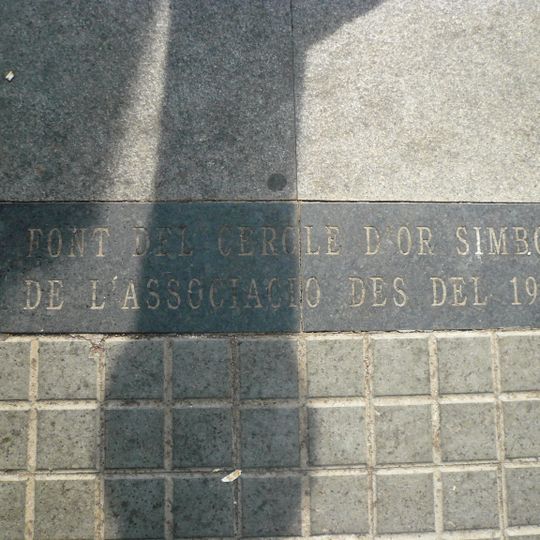 FONT DEL CERCLE D'OR SIMBO
DE L'ASSOCIACIO DES DEL 19